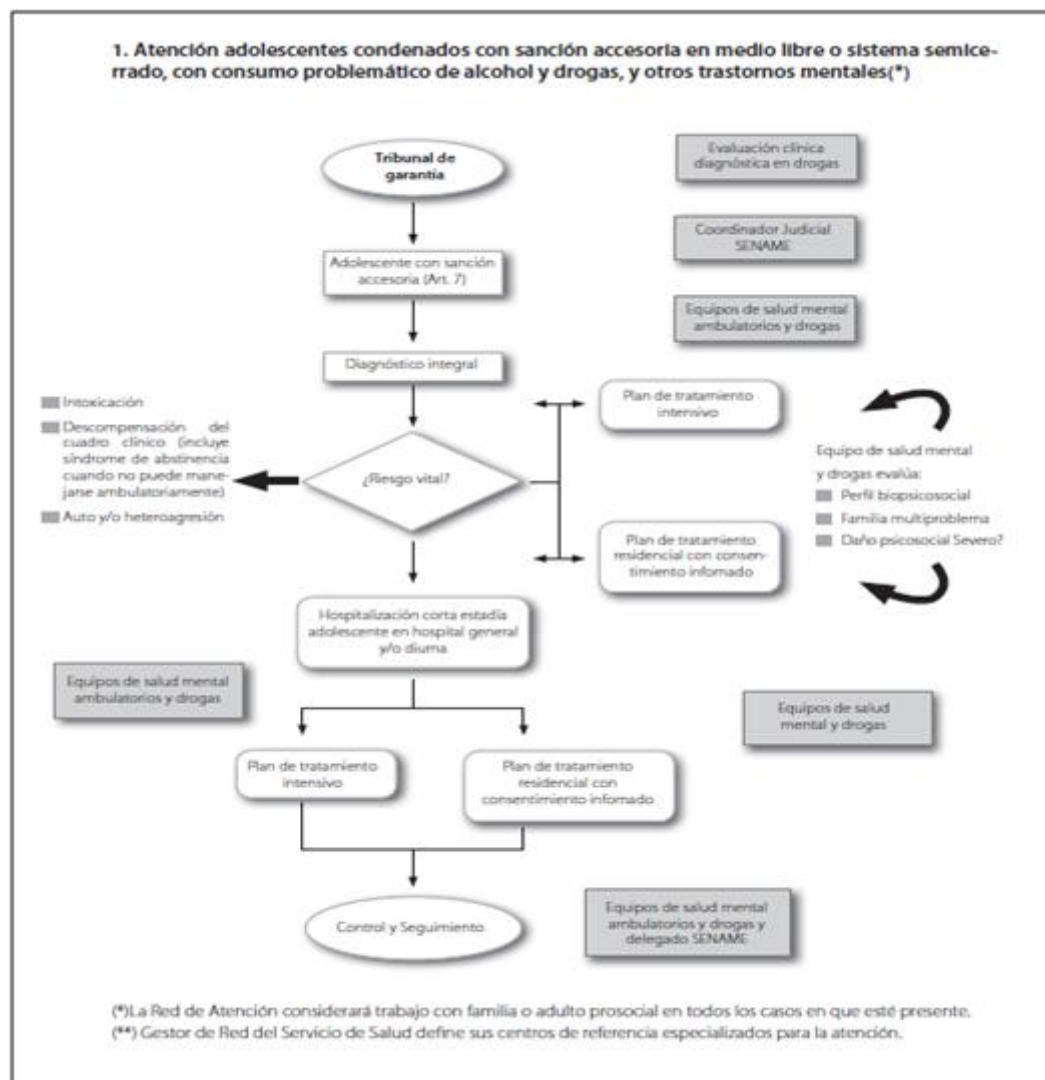 1. Atención adolescentes condenados con sanción accesoria en medio libre o sistema semice-
rrado, con consumo problemático de alcohol y drogas, y otros trastornos mentales(*)
Tribunal de
garantía
Evaluación clínica
diagnóstica en drogas
Coordinador Judicial
SENAME
Adolescente con sanción
accesoria (Art. 7)
Equipos de salud mental
ambulatorios y drogas
Diagnóstico integral
Intoxicación
Descompensación del
cuadro clínico (incluye
síndrome de abstinencia
cuando no puede mane-
jarse ambulatoriamente)
Auto y/o heteroagresión
¿Riesgo vital?
Plan de tratamiento
intensivo
Equipo de salud mental
y drogas evalúa:
Perfil biopsicosocial
Familia multiproblema
Daño psicosocial Severo?
Plan de tratamiento
residencial con consen-
timiento infomado
Hospitalización corta estadía
adolescente en hospital general
y/o diurna
Equipos de salud mental
ambulatorios y drogas
Equipos de salud
mental y drogas
Plan de tratamiento
intensivo
Plan de tratamiento
residencial con
consentimiento infomado
Control y Seguimiento
Equipos de salud mental
ambulatorios y drogas y
delegado SENAME
(*)La Red de Atención considerará trabajo con familia o adulto prosocial en todos los casos en que esté presente.
(**) Gestor de Red del Servicio de Salud define sus centros de referencia especializados para la atención.